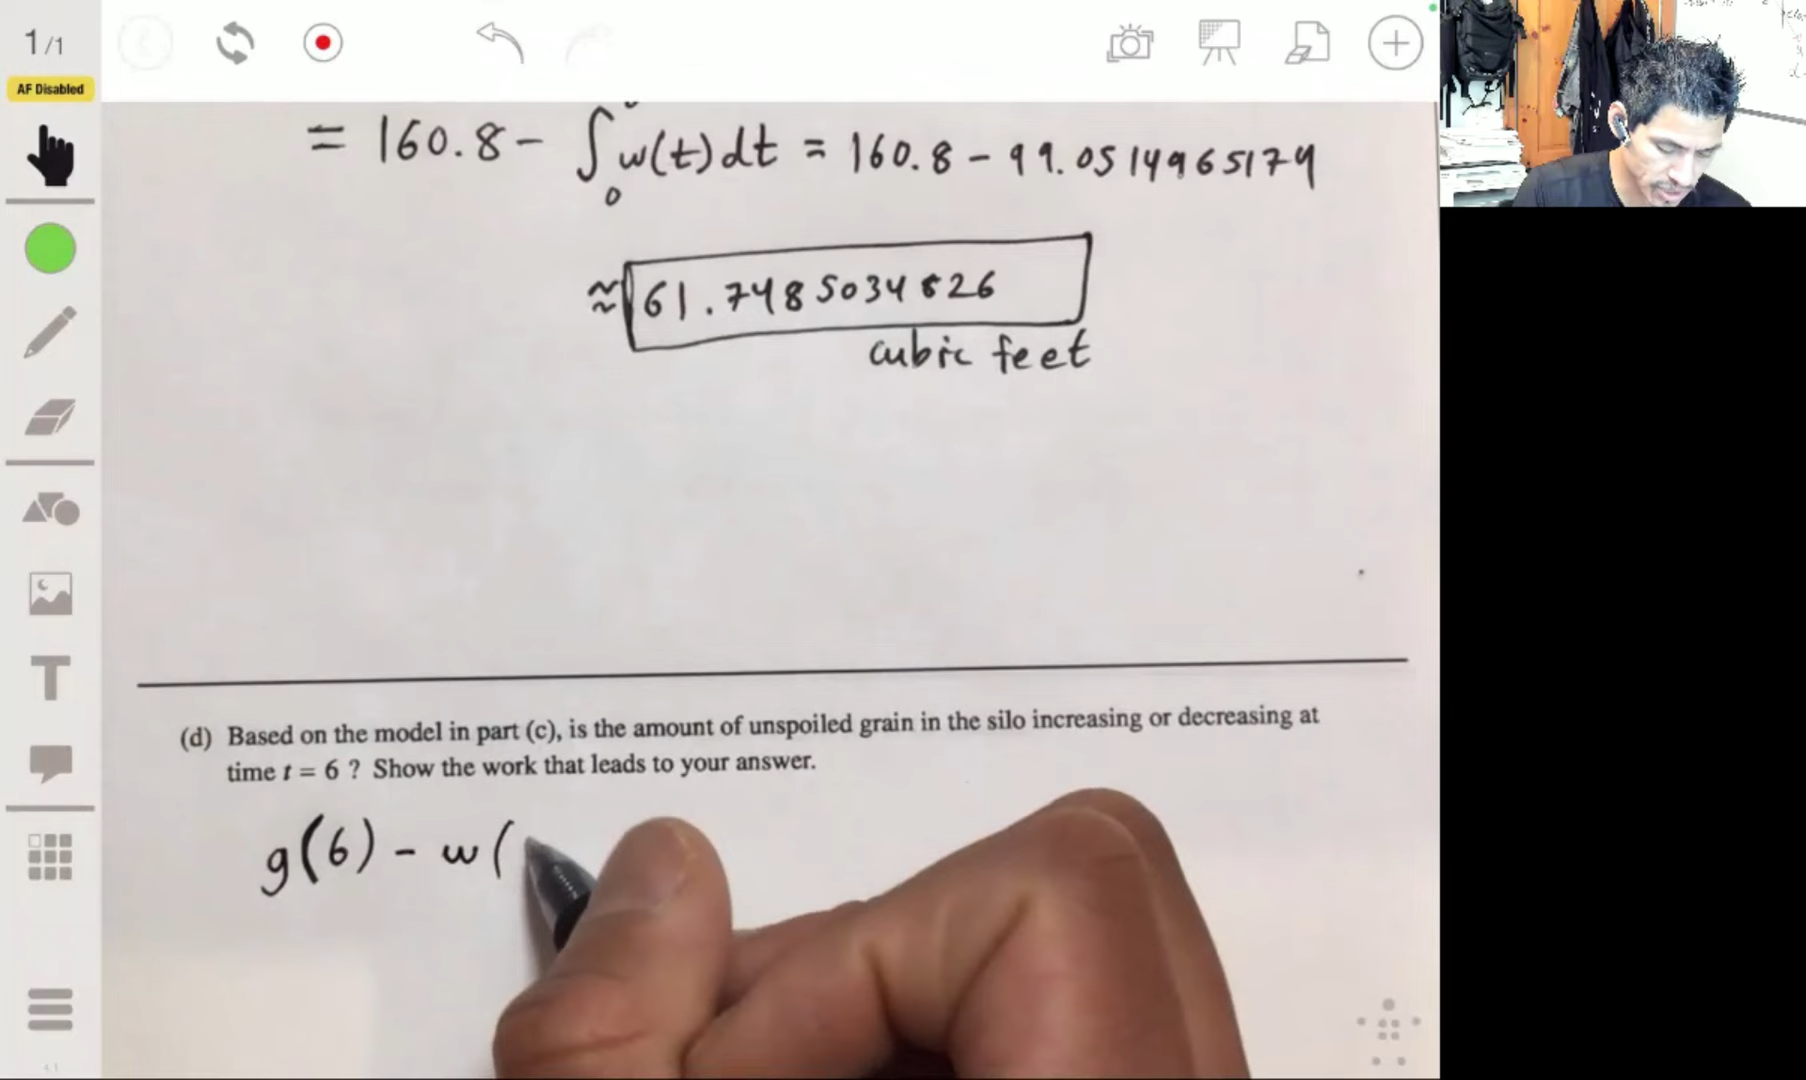 1/1
AF Disabled
= 160.8 - ∫ w(t) dt = 160.8 - 99.0514965174
0
≈ 61.7485034826
cubic feet
(d) Based on the model in part (c), is the amount of unspoiled grain in the silo increasing or decreasing at
time t = 6 ? Show the work that leads to your answer.
g(6) - w(
T